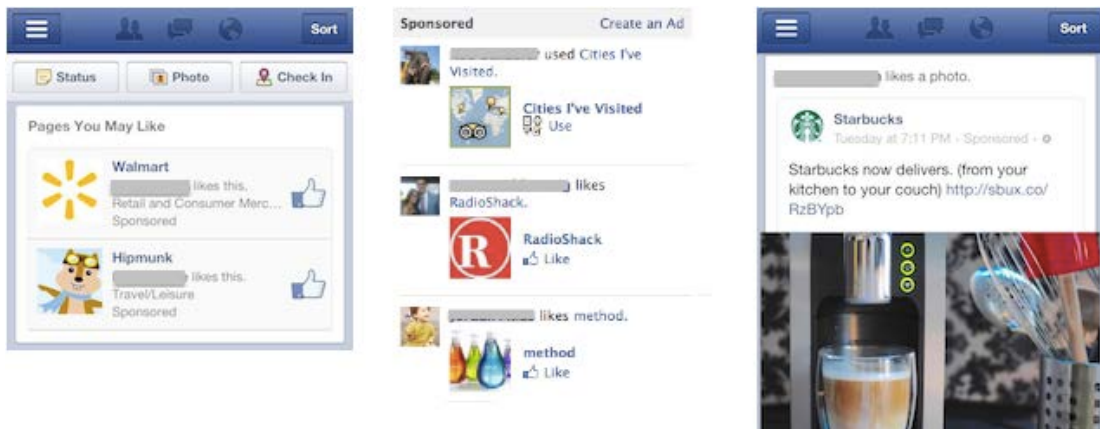 Sort
Status
Photo
Check In
Pages You May Like
Walmart
likes this.
Retail and Consumer Merc...
Sponsored
Hipmunk
likes this.
Travel/Leisure
Sponsored
Sponsored
Create an Ad
used Cities I've
Visited.
Cities I've Visited
Use
likes
RadioShack.
R
RadioShack
Like
likes method.
method
Like
Sort
likes a photo.
Starbucks
Tuesday at 7:11 PM · Sponsored ·
Starbucks now delivers. (from your
kitchen to your couch) http://sbux.co/
RzBYpb